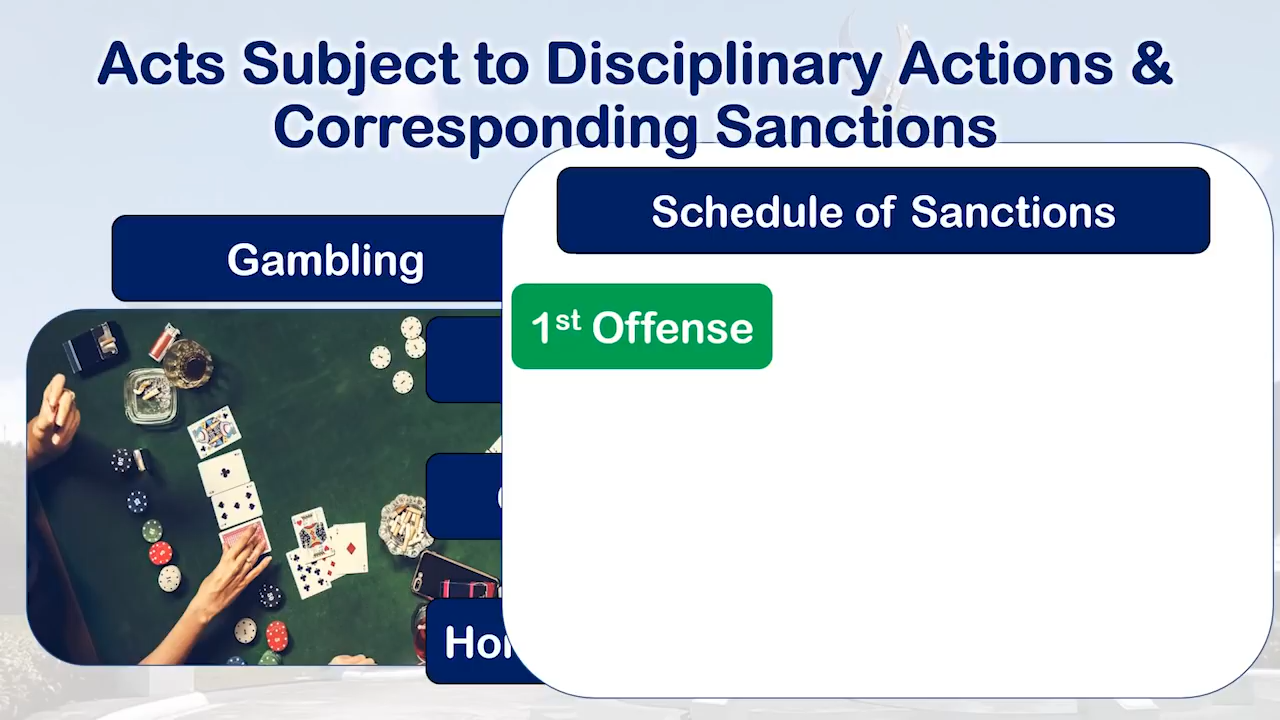 Acts Subject to Disciplinary Actions &
Corresponding Sanctions
Schedule of Sanctions
Gambling
1st Offense